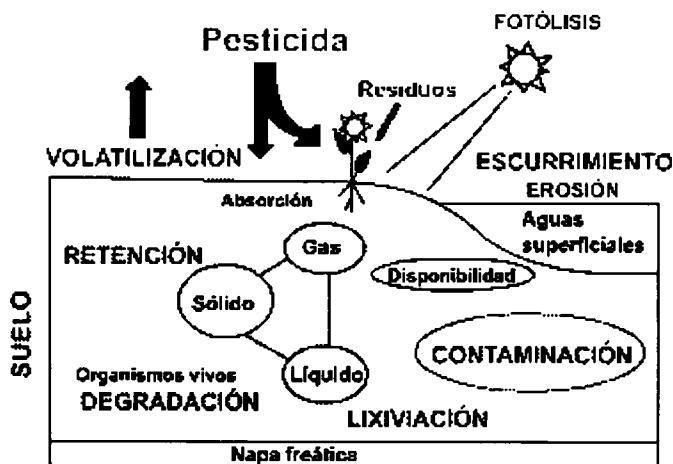 FOTÓLISIS
Pesticida
Residuos
VOLATILIZACIÓN
ESCURRIMIENTO
EROSIÓN
Absorción
Aguas
superficiales
Gas
RETENCIÓN
Disponibilidad
Sólido
SUELO
CONTAMINACIÓN
Organismos vivos
Líquido
DEGRADACIÓN
LIXIVIACIÓN
Napa freática